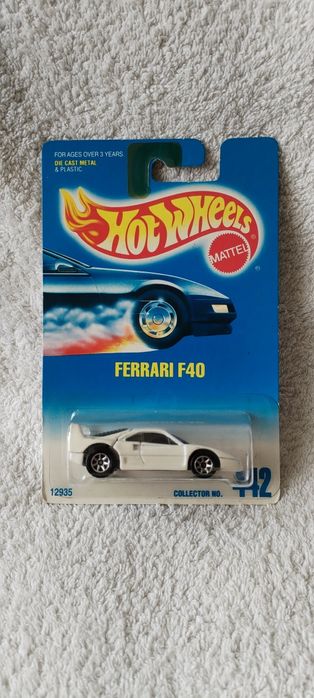 FOR AGES OVER 3 YEARS
DIE CAST METAL
& PLASTIC
HOT WHEELS
MATTEL
FERRARI F40
12935
COLLECTOR NO.